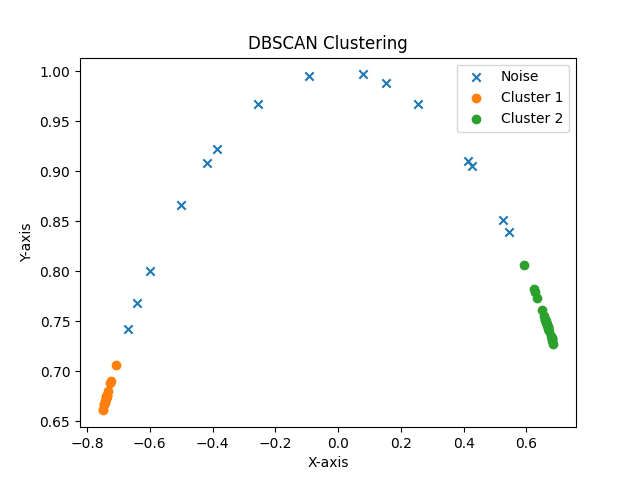 DBSCAN Clustering
Noise
Cluster 1
Cluster 2
1.00
0.95
0.90
0.85
0.80
0.75
0.70
0.65
Y-axis
−0.8 −0.6 −0.4 −0.2 0.0 0.2 0.4 0.6
X-axis